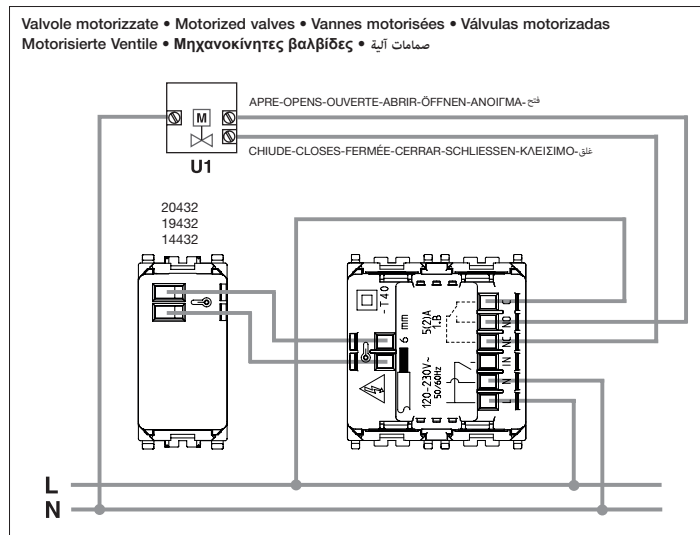 Valvole motorizzate • Motorized valves • Vannes motorisées • Válvulas motorizadas
Motorisierte Ventile • Μηχανοκίνητες βαλβίδες • صمامات آلية
APRE-OPENS-OUVERTE-ABRIR-ÖFFNEN-ΑΝΟΙΓΜΑ-فتح
M
CHIUDE-CLOSES-FERMÉE-CERRAR-SCHLIESSEN-ΚΛΕΙΣΙΜΟ-غلق
U1
20432
19432
14432
-T40
6 mm
5(2)A
1.B
120-230V~
50/60Hz
C
NO
NC
IN
N
L
L
N